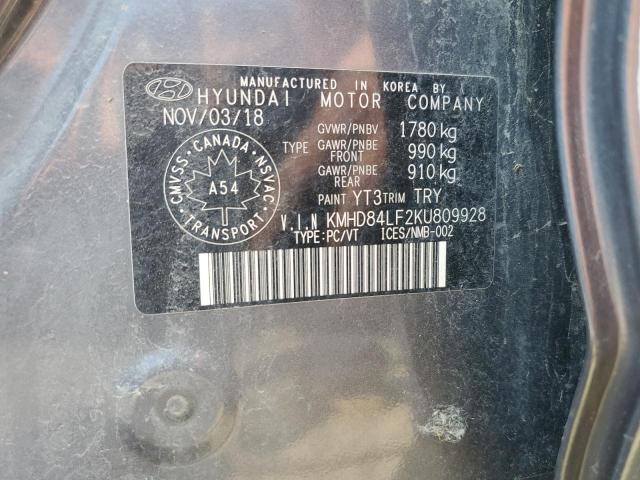 MANUFACTURED IN KOREA BY
HYUNDAI MOTOR COMPANY
NOV/03/18 GVWR/PNBV 1780 kg
TYPE GAWR/PNBE FRONT 990 kg
GAWR/PNBE REAR 910 kg
PAINT YT3 TRIM TRY
CMVSS · CANADA · NSVAC
A54
TRANSPORT
V.I.N KMHD84LF2KU809928
TYPE:PC/VT ICES/NMB-002